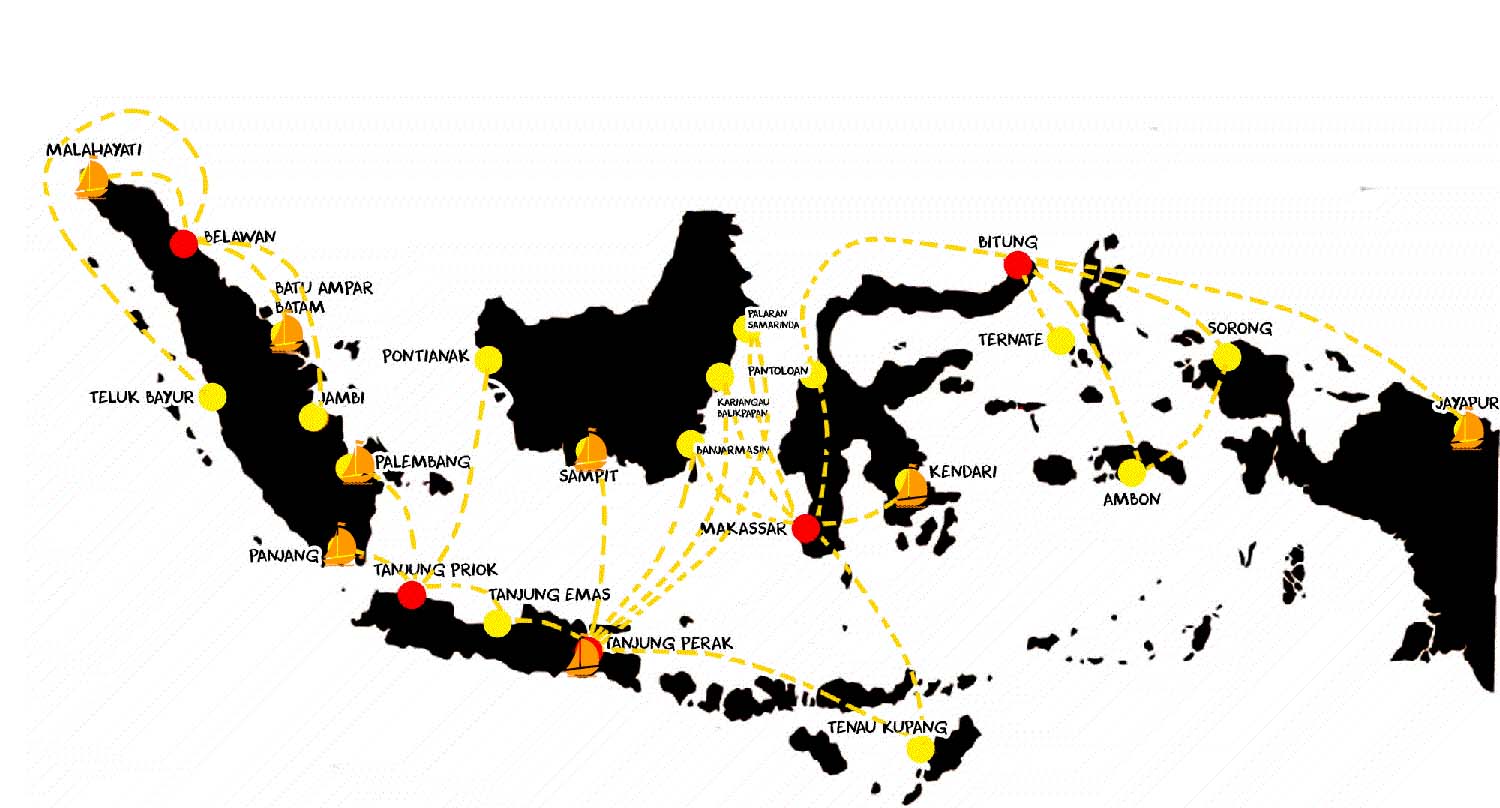 MALAHAYATI
BELAWAN
BITUNG
BATU AMPAR
BATAM
PALARAN
SAMARINDA
SORONG
TERNATE
PONTIANAK
PANTOLOAN
TELUK BAYUR
JAMBI
KARIANGAU
BALIKPAPAN
JAYAPUR
BANJARMASIN
PALEMBANG
SAMPIT
KENDARI
AMBON
MAKASSAR
PANJANG
TANJUNG PRIOK
TANJUNG EMAS
TANJUNG PERAK
TENAU KUPANG